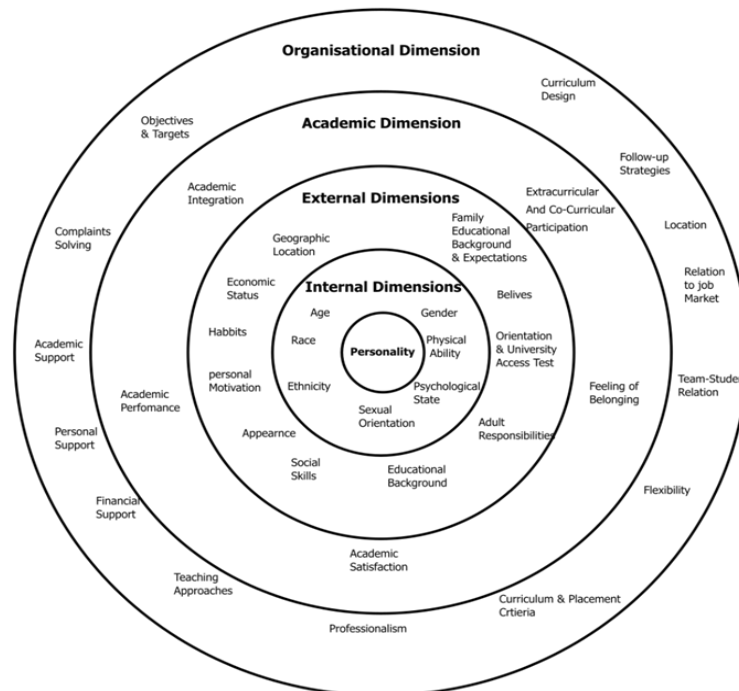 Organisational Dimension
Curriculum
Design
Objectives
& Targets
Follow-up
Strategies
Complaints
Solving
Location
Relation
to job
Market
Academic
Support
Team-Studen
Relation
Personal
Support
Financial
Support
Flexibility
Teaching
Approaches
Curriculum & Placement
Crtieria
Professionalism
Academic Dimension
Academic
Integration
Extracurricular
And Co-Curricular
Participation
Academic
Perfomance
Feeling of
Belonging
Academic
Satisfaction
External Dimensions
Geographic
Location
Family
Educational
Background
& Expectations
Economic
Status
Belives
Habbits
Orientation
& University
Access Test
personal
Motivation
Appearnce
Adult
Responsibilities
Social
Skills
Educational
Background
Internal Dimensions
Age
Gender
Race
Physical
Ability
Ethnicity
Psychological
State
Sexual
Orientation
Personality